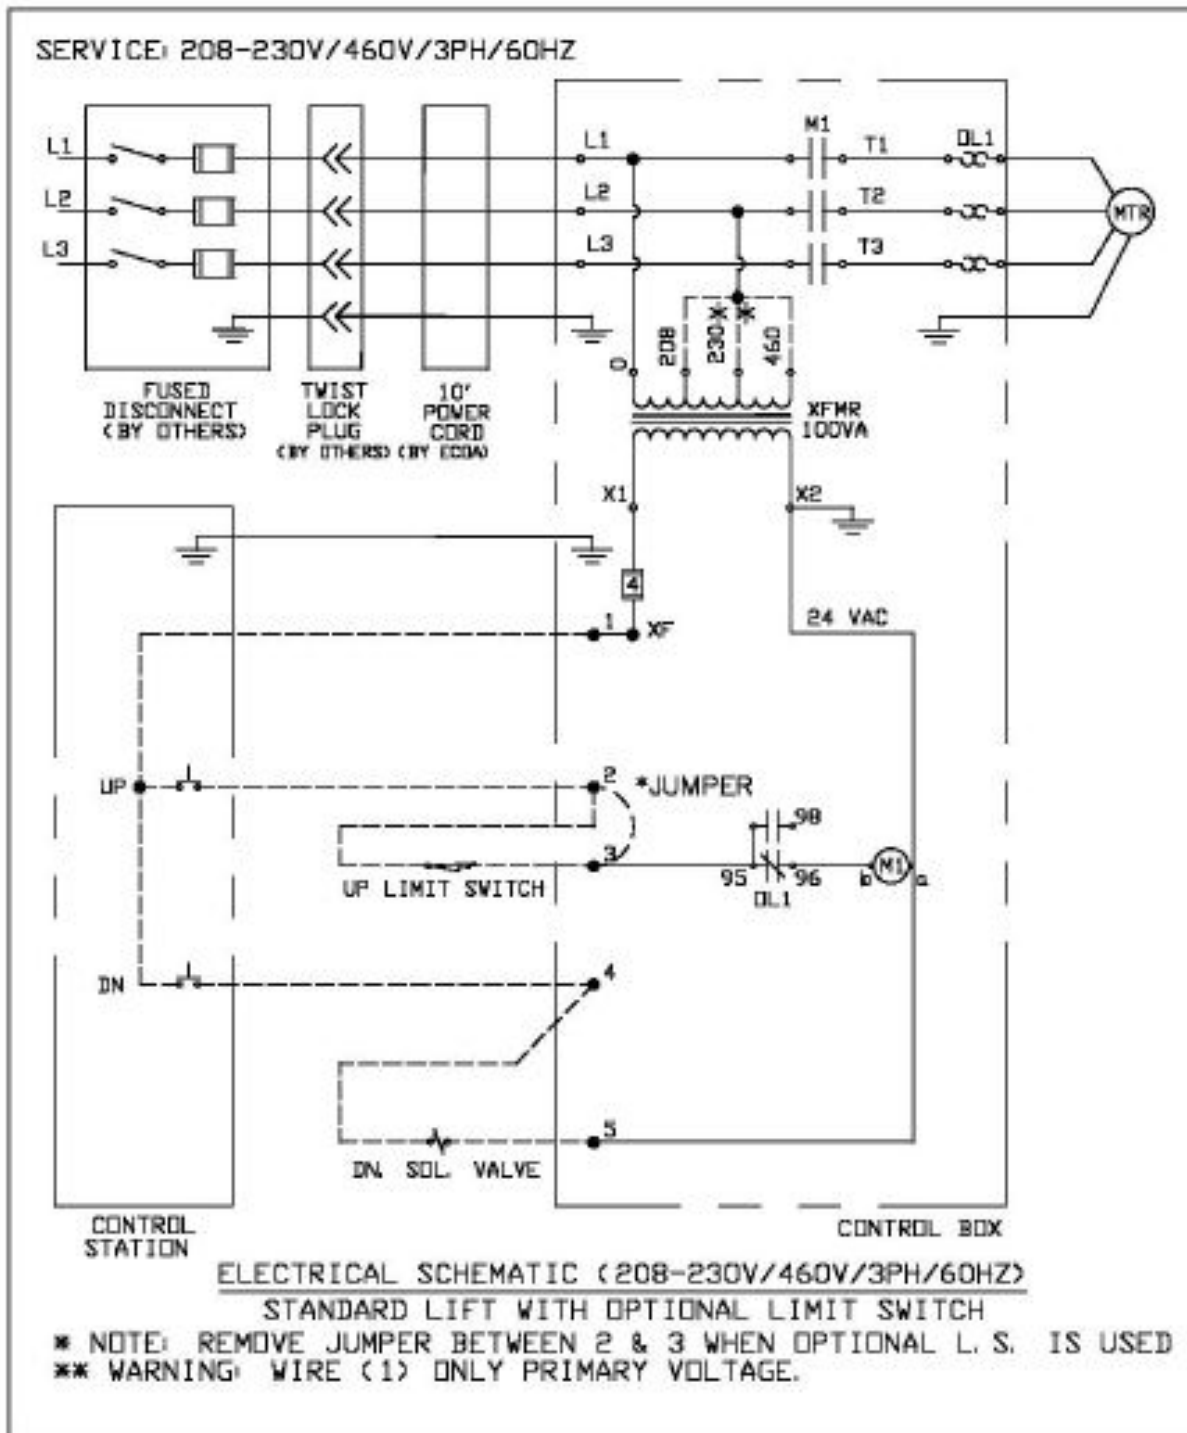 SERVICE: 208-230V/460V/3PH/60HZ
L1
L2
L3
L1
L2
L3
M1
T1
T2
T3
OL1
MTR
0
208
230
**
460
FUSED
DISCONNECT
(BY OTHERS)
TWIST
LOCK
PLUG
(BY OTHERS)
10'
POWER
CORD
(BY ECOA)
XFMR
100VA
X1
X2
4
1
XF
24 VAC
UP
2
*JUMPER
3
UP LIMIT SWITCH
98
95
96
OL1
b
M1
a
DN
4
5
DN. SOL. VALVE
CONTROL
STATION
CONTROL BOX
ELECTRICAL SCHEMATIC (208-230V/460V/3PH/60HZ)
STANDARD LIFT WITH OPTIONAL LIMIT SWITCH
* NOTE: REMOVE JUMPER BETWEEN 2 & 3 WHEN OPTIONAL L.S. IS USED
** WARNING: WIRE (1) ONLY PRIMARY VOLTAGE.